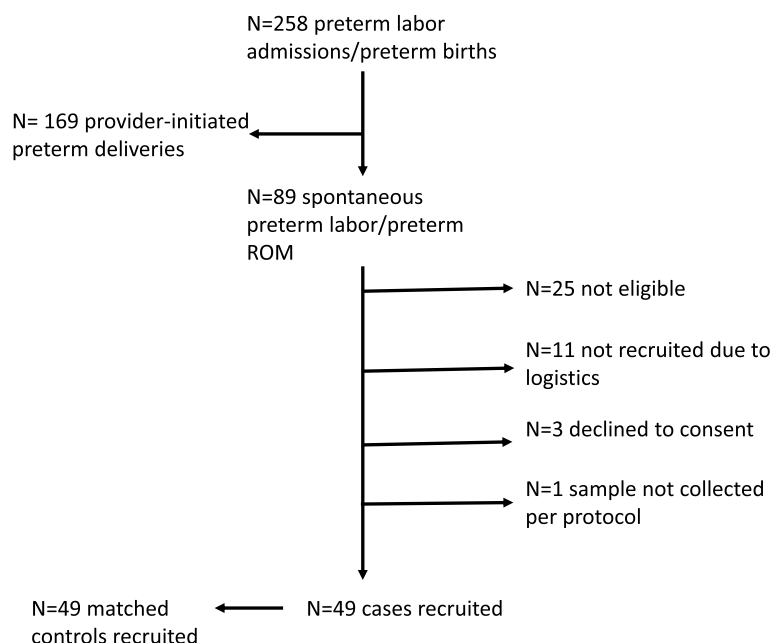 N=258 preterm labor
admissions/preterm births
N= 169 provider-initiated
preterm deliveries
N=89 spontaneous
preterm labor/preterm
ROM
N=25 not eligible
N=11 not recruited due to
logistics
N=3 declined to consent
N=1 sample not collected
per protocol
N=49 matched
controls recruited
N=49 cases recruited